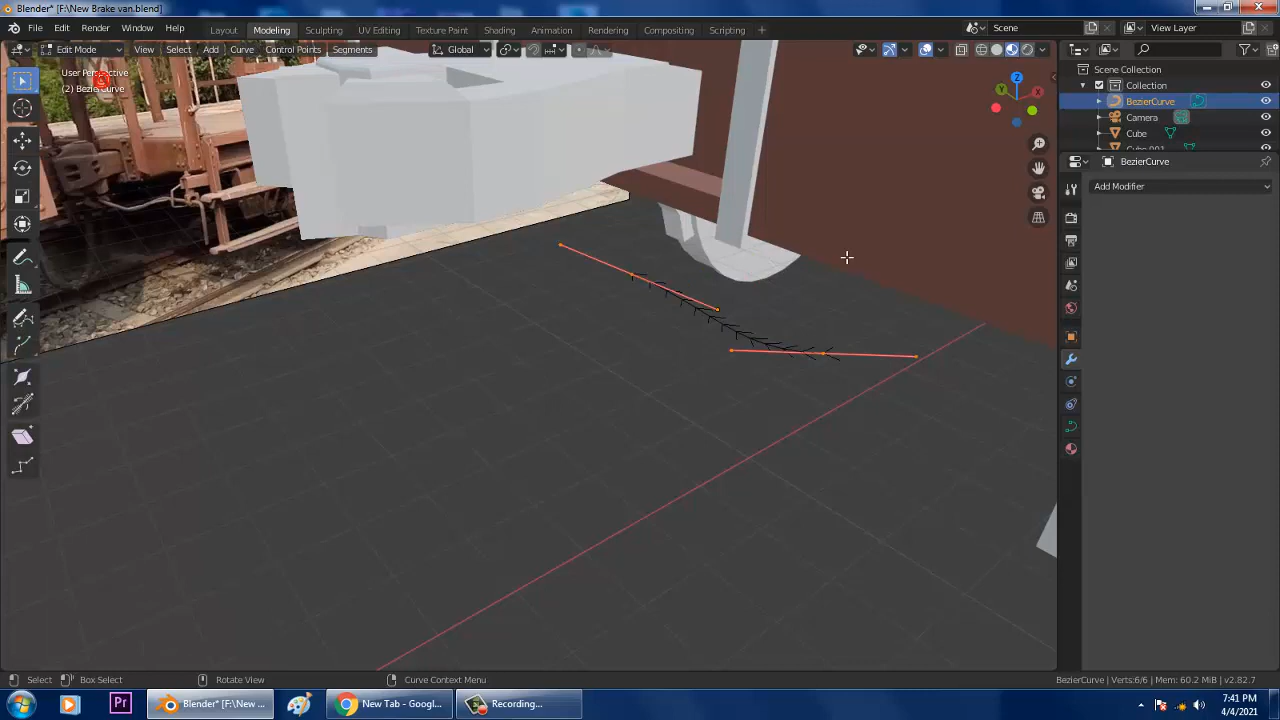 Blender* [F:\New Brake van.blend]
File Edit Render Window Help
Layout Modeling Sculpting UV Editing Texture Paint Shading Animation Rendering Compositing Scripting +
Scene
View Layer
Edit Mode View Select Add Curve Control Points Segments
Global
User Perspective
(2) BezierCurve
Z
Y
X
Scene Collection
Collection
BezierCurve
Camera
Cube
Cube.001
BezierCurve
Add Modifier
Select Box Select Rotate View Curve Context Menu
BezierCurve | Verts:6/6 | Mem: 60.2 MiB | v2.82.7
Pr
Blender* [F:\New ...
New Tab - Googl...
Recording...
7:41 PM
4/4/2021